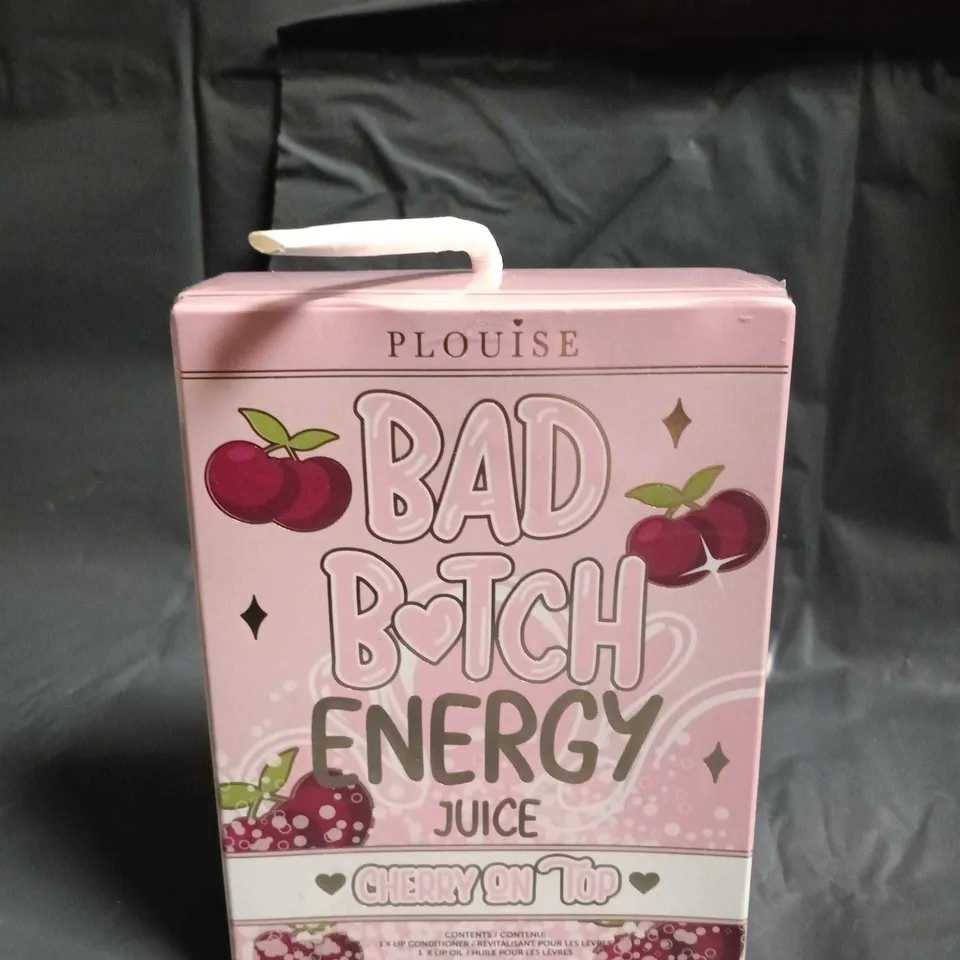 PLOUISE
BAD
B♥TCH
ENERGY
JUICE
♥ CHERRY ON TOP ♥
CONTENTS / CONTENU
1 X LIP CONDITIONER / REVITALISANT POUR LES LÈVRES
1 X LIP OIL / HUILE POUR LES LÈVRES